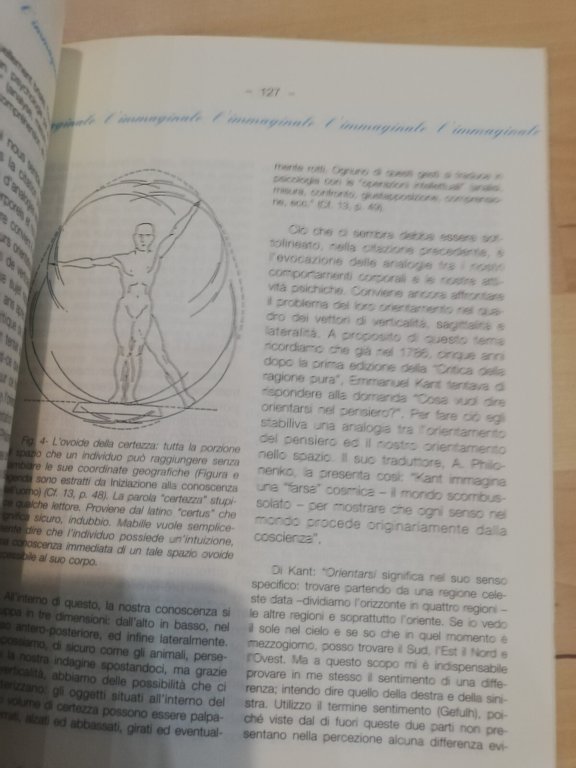 l'immagin
– 127 –
ginale l'immaginale l'immaginale l'immaginale l'immaginale
mente rotti. Ognuno di questi gesti si traduce in
psicologia con le "operazioni intellettuali" (analisi,
misura, confronto, giustapposizione, comprensio-
ne, ecc." (Cf. 13, p. 49).
Ciò che ci sembra debba essere sot-
tolineato, nella citazione precedente, è
l'evocazione delle analogie tra i nostri
comportamenti corporali e le nostre atti-
vità psichiche. Conviene ancora affrontare
il problema del loro orientamento nel qua-
dro dei vettori di verticalità, sagittalità e
lateralità. A proposito di questo tema
ricordiamo che già nel 1786, cinque anni
dopo la prima edizione della "Critica della
ragione pura", Emmanuel Kant tentava di
rispondere alla domanda "Cosa vuol dire
orientarsi nel pensiero?". Per fare ciò egli
stabiliva una analogia tra l'orientamento
del pensiero ed il nostro orientamento
nello spazio. Il suo traduttore, A. Philo-
nenko, la presenta così: "Kant immagina
una "farsa" cosmica – il mondo scombus-
solato – per mostrare che ogni senso nel
mondo procede originariamente dalla
coscienza",
Di Kant: "Orientarsi significa nel suo senso
specifico: trovare partendo da una regione cele-
ste data –dividiamo l'orizzonte in quattro regioni –
le altre regioni e soprattutto l'oriente. Se io vedo
il sole nel cielo e se so che in quel momento è
mezzogiorno, posso trovare il Sud, l'Est il Nord e
l'Ovest. Ma a questo scopo mi è indispensabile
provare in me stesso il sentimento di una diffe-
renza; intendo dire quello della destra e della sini-
stra. Utilizzo il termine sentimento (Gefulh), poi-
ché viste dal di fuori queste due parti non pre-
sentano nella percezione alcuna differenza evi-
Fig. 4- L'ovoide della certezza: tutta la porzione
spazio che un individuo può raggiungere senza
mbiare le sue coordinate geografiche (Figura e
genda sono estratti da Iniziazione alla conoscenza
ell'uomo) (Cf. 13, p. 48). La parola "certezza" stupi-
qualche lettore. Proviene dal latino "certus" che
gnifica sicuro, indubbio. Mabille vuole semplice-
ente dire che l'individuo possiede un'intuizione,
na conoscenza immediata di un tale spazio ovoide
ccessibile al suo corpo.
All'interno di questo, la nostra conoscenza si
uppa in tre dimensioni: dall'alto in basso, nel
so antero-posteriore, ed infine lateralmente.
possiamo, di sicuro come gli animali, perse-
la nostra indagine spostandoci, ma grazie
verticalità, abbiamo delle possibilità che ci
terizzano: gli oggetti situati all'interno del
volume di certezza possono essere palpa-
errati, alzati ed abbassati, girati ed eventual-